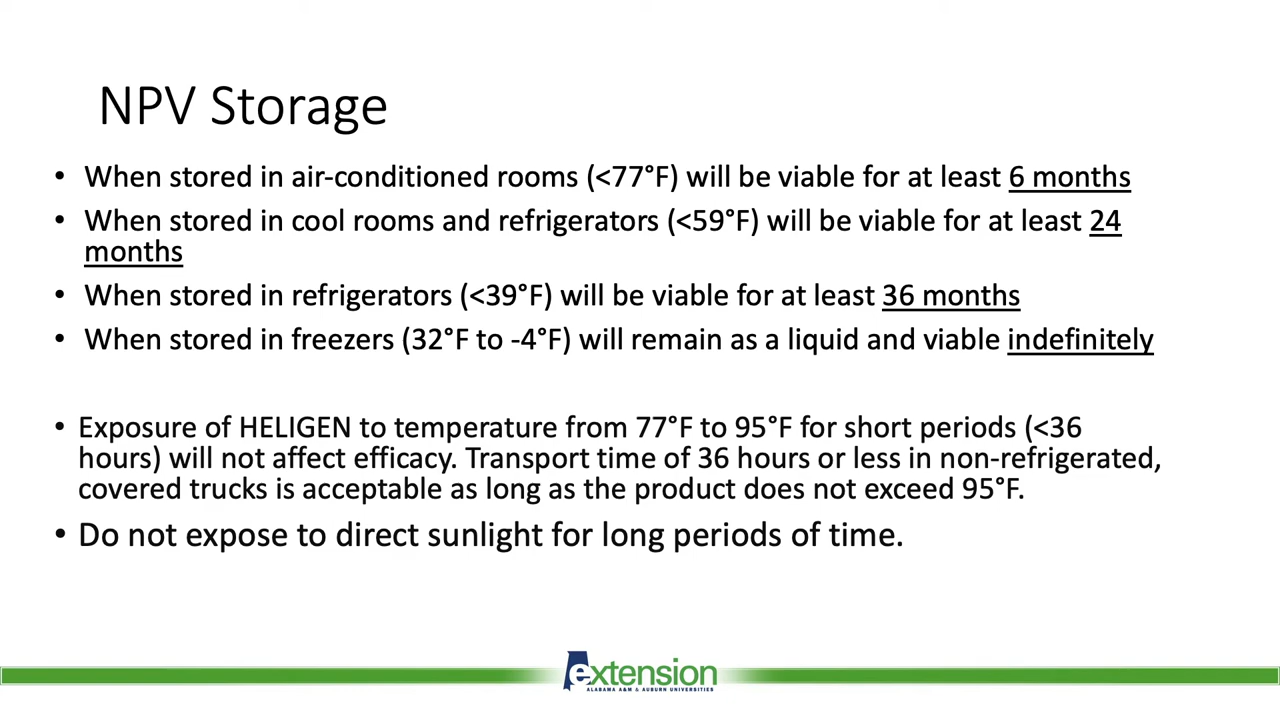 NPV Storage
• When stored in air-conditioned rooms (<77°F) will be viable for at least 6 months
• When stored in cool rooms and refrigerators (<59°F) will be viable for at least 24
months
• When stored in refrigerators (<39°F) will be viable for at least 36 months
• When stored in freezers (32°F to -4°F) will remain as a liquid and viable indefinitely
• Exposure of HELIGEN to temperature from 77°F to 95°F for short periods (<36
hours) will not affect efficacy. Transport time of 36 hours or less in non-refrigerated,
covered trucks is acceptable as long as the product does not exceed 95°F.
• Do not expose to direct sunlight for long periods of time.
extension
ALABAMA A&M & AUBURN UNIVERSITIES